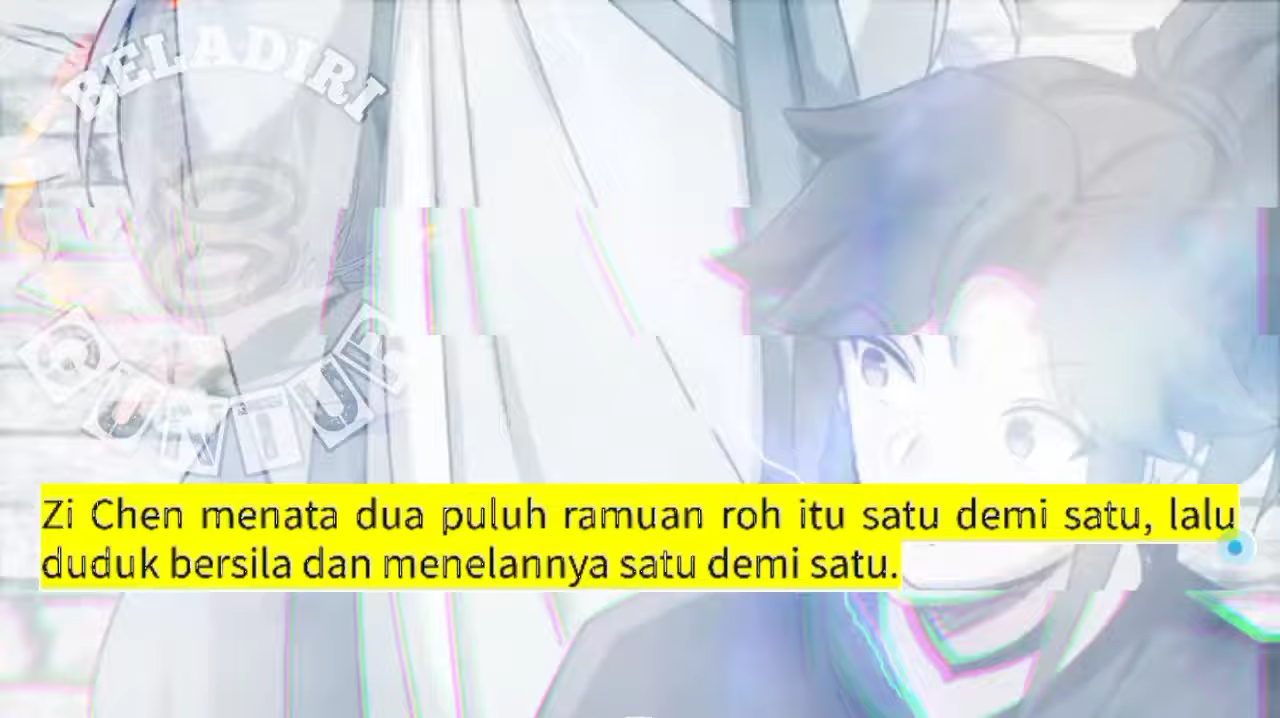 BELADIRI
GUNTUR
Zi Chen menata dua puluh ramuan roh itu satu demi satu, lalu
duduk bersila dan menelannya satu demi satu.